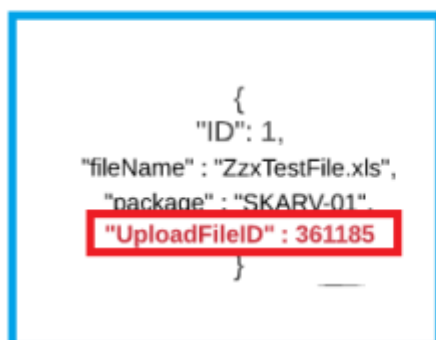 {
"ID": 1,
"fileName" : "ZzxTestFile.xls",
"package" : "SKARV-01",
"UploadFileID" : 361185
}